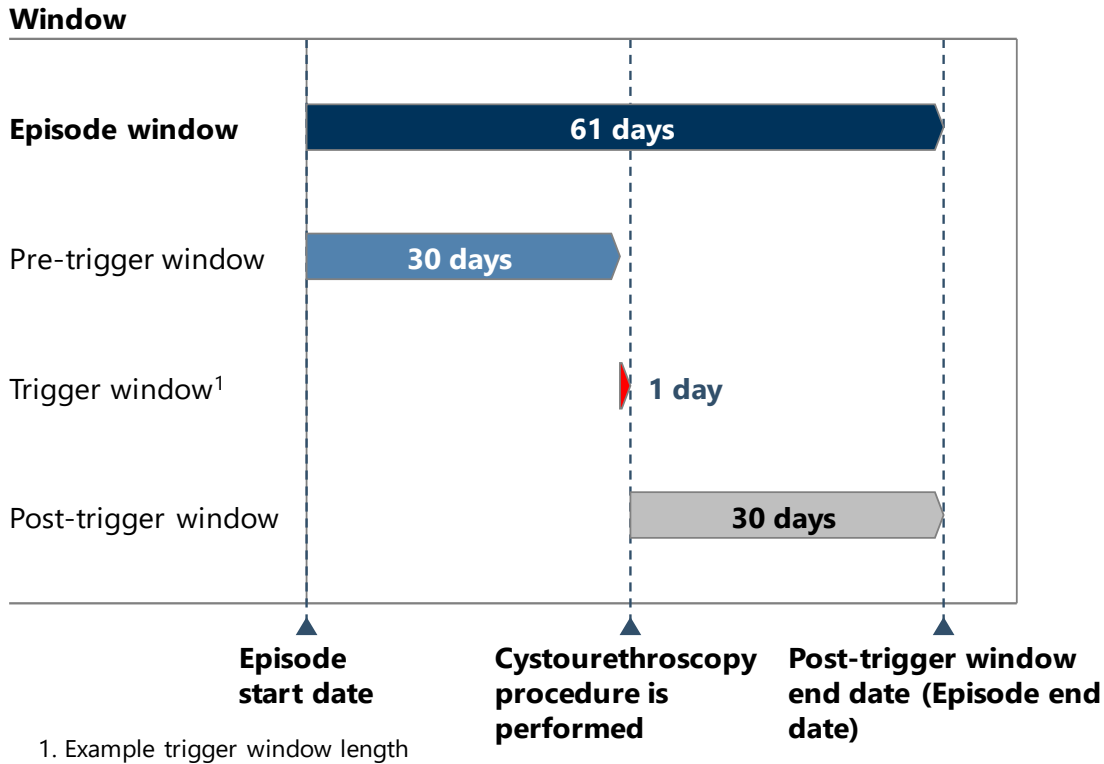 Window
Episode window
61 days
Pre-trigger window
30 days
Trigger window1
1 day
Post-trigger window
30 days
Episode
start date
Cystourethroscopy
procedure is
performed
Post-trigger window
end date (Episode end
date)
1. Example trigger window length